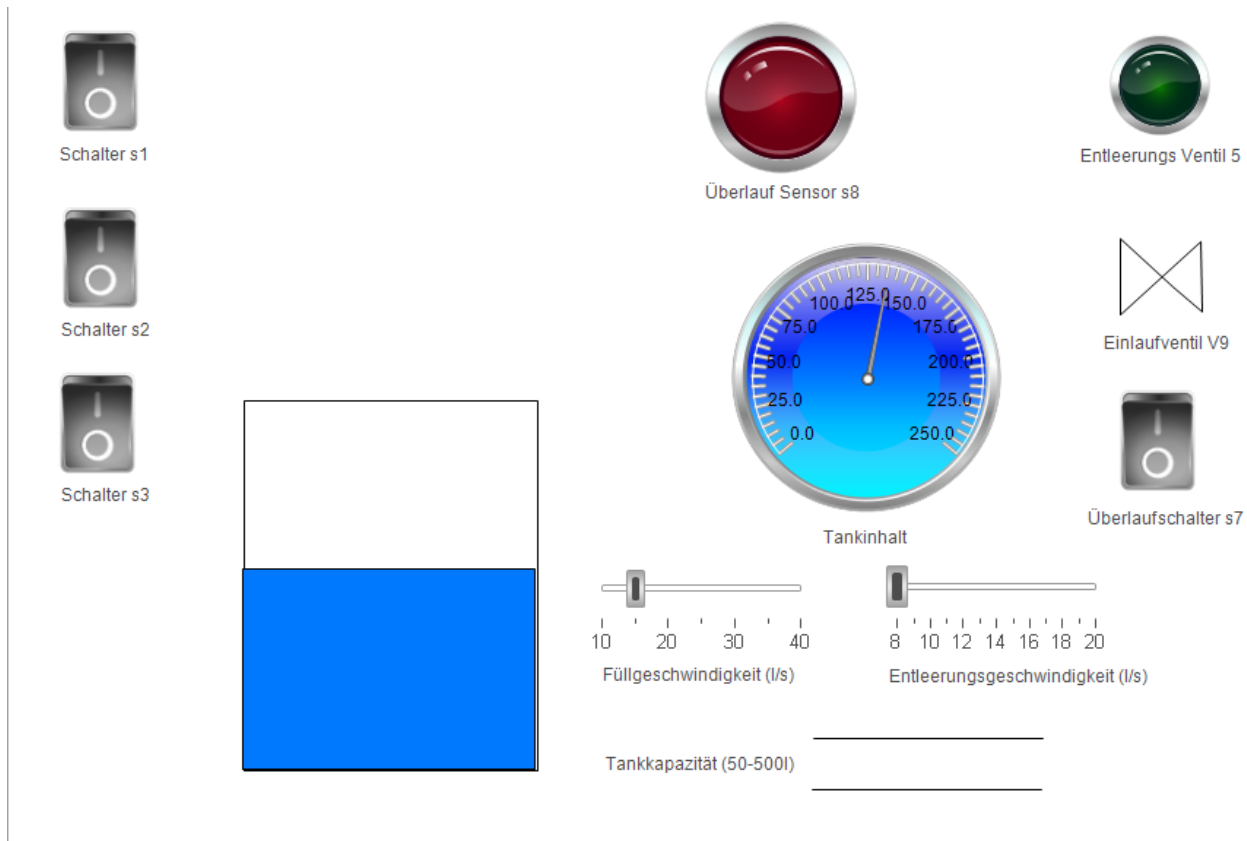 Schalter s1
Überlauf Sensor s8
Entleerungs Ventil 5
Schalter s2
Schalter s3
0.0
25.0
50.0
75.0
100.0
125.0
150.0
175.0
200.0
225.0
250.0
Tankinhalt
Einlaufventil V9
Überlaufschalter s7
10 20 30 40
Füllgeschwindigkeit (l/s)
8 10 12 14 16 18 20
Entleerungsgeschwindigkeit (l/s)
Tankkapazität (50-500l)